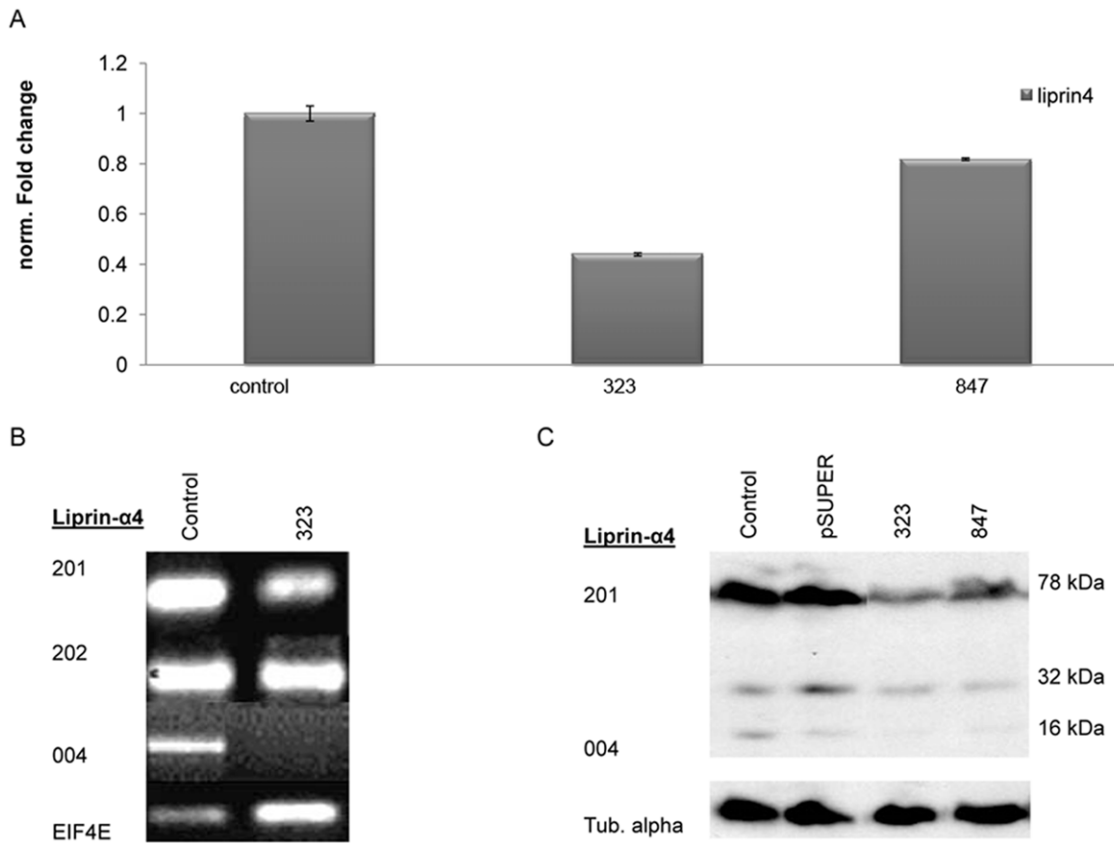 A
norm. Fold change
1.2
1
0.8
0.6
0.4
0.2
0
liprin4
control
323
847
B
Liprin-α4
Control
323
201
202
004
EIF4E
C
Liprin-α4
Control
pSUPER
323
847
201
78 kDa
32 kDa
16 kDa
004
Tub. alpha